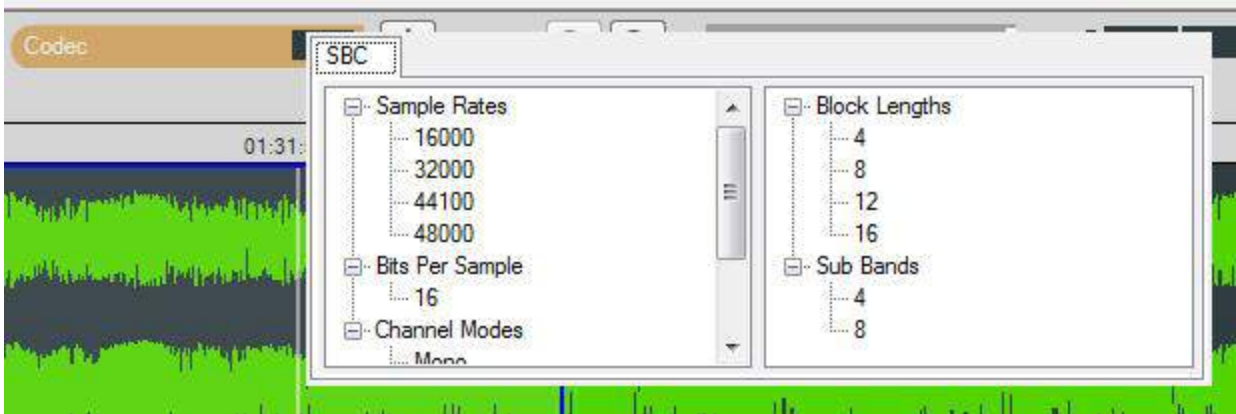 Codec
SBC
01:31:
Sample Rates
16000
32000
44100
48000
Bits Per Sample
16
Channel Modes
Mono
Block Lengths
4
8
12
16
Sub Bands
4
8